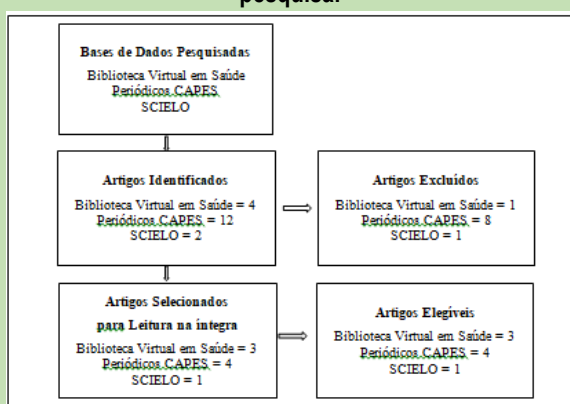 pesquisa.
Bases de Dados Pesquisadas
Biblioteca Virtual em Saúde
Periódicos CAPES
SCIELO
Artigos Identificados
Biblioteca Virtual em Saúde = 4
Periódicos CAPES = 12
SCIELO = 2
Artigos Excluídos
Biblioteca Virtual em Saúde = 1
Periódicos CAPES = 8
SCIELO = 1
Artigos Selecionados
para Leitura na íntegra
Biblioteca Virtual em Saúde = 3
Periódicos CAPES = 4
SCIELO = 1
Artigos Elegíveis
Biblioteca Virtual em Saúde = 3
Periódicos CAPES = 4
SCIELO = 1